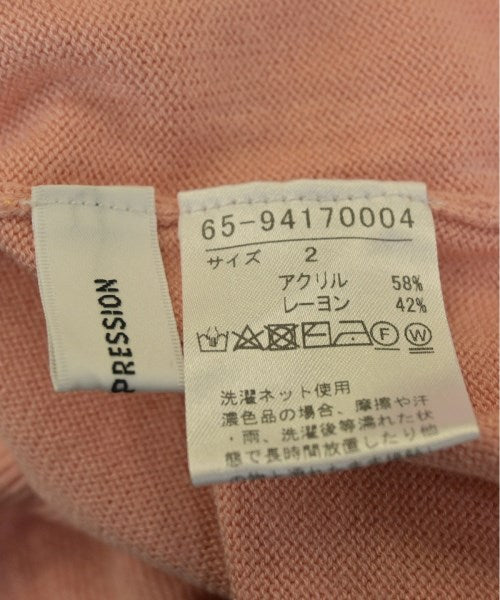 PRESSION
65-94170004
サイズ 2
アクリル 58%
レーヨン 42%
F W
洗濯ネット使用
濃色品の場合、摩擦や汗
・雨、洗濯後等濡れた状
態で長時間放置したり他